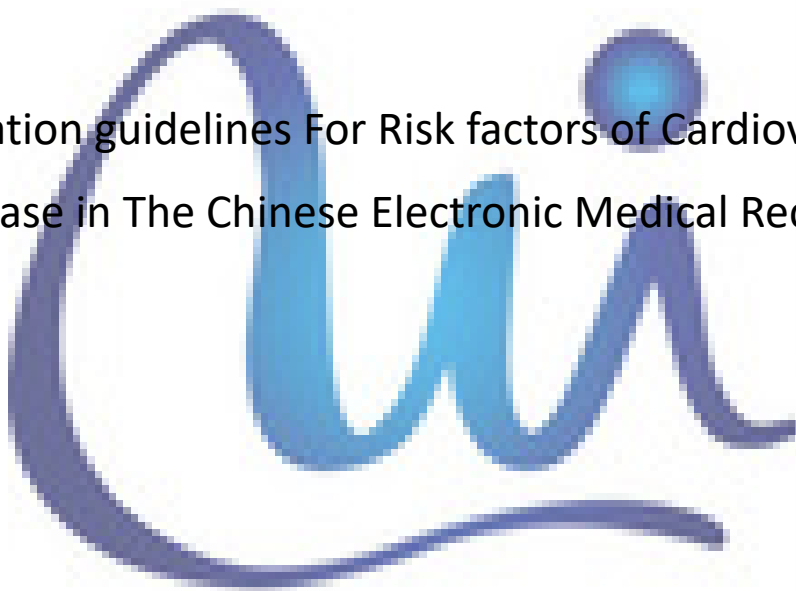 ation guidelines For Risk factors of Cardiov
ase in The Chinese Electronic Medical Rec